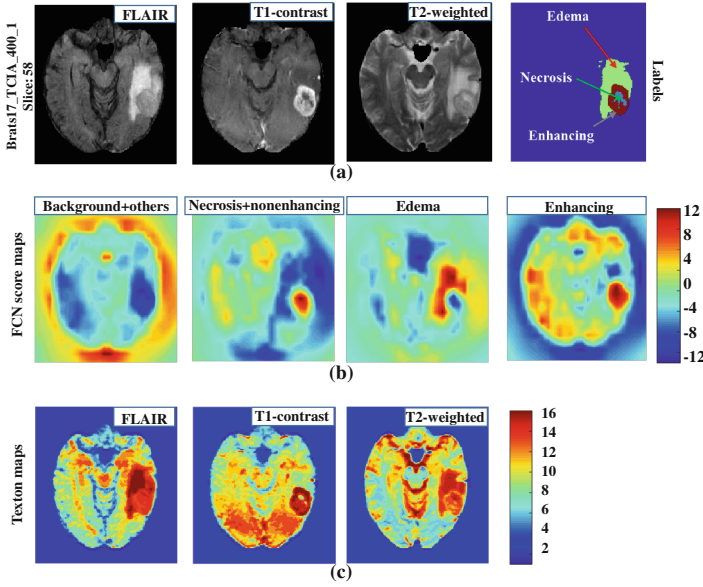 FLAIR
T1-contrast
T2-weighted
Brats17_TCIA_400_1
Slice: 58
Edema
Necrosis
Enhancing
Labels
(a)
Background+others
Necrosis+nonenhancing
Edema
Enhancing
FCN score maps
12
8
4
0
-4
-8
-12
(b)
FLAIR
T1-contrast
T2-weighted
Texton maps
16
14
12
10
8
6
4
2
(c)